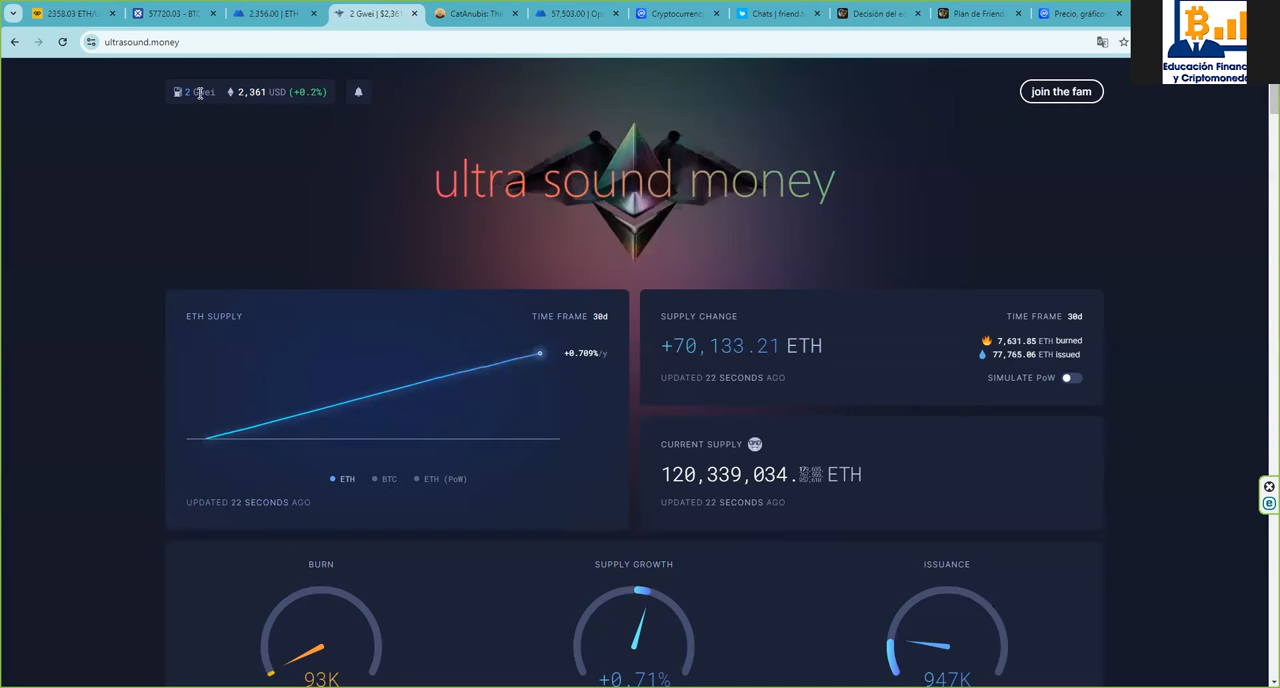 2358.03 ETH/
57720.03 - BTC
2,356.00 | ETH
2 Gwei | $2,361
CatAnubis: The
57,503.00 | Op
Cryptocurrenc
Chats | friend.t
Decisión del ec
Plan de Friend.
Precio, gráfico
ultrasound.money
Educación Financ
y Criptomoneda
2 Gwei 2,361 USD (+0.2%)
join the fam
ultra sound money
ETH SUPPLY
TIME FRAME 30d
+0.709%/y
ETH BTC ETH (PoW)
UPDATED 22 SECONDS AGO
SUPPLY CHANGE
TIME FRAME 30d
+70,133.21 ETH
7,631.85 ETH burned
77,765.06 ETH issued
UPDATED 22 SECONDS AGO
SIMULATE PoW
CURRENT SUPPLY
120,339,034. ETH
UPDATED 22 SECONDS AGO
BURN
93K
SUPPLY GROWTH
+0.71%
ISSUANCE
947K